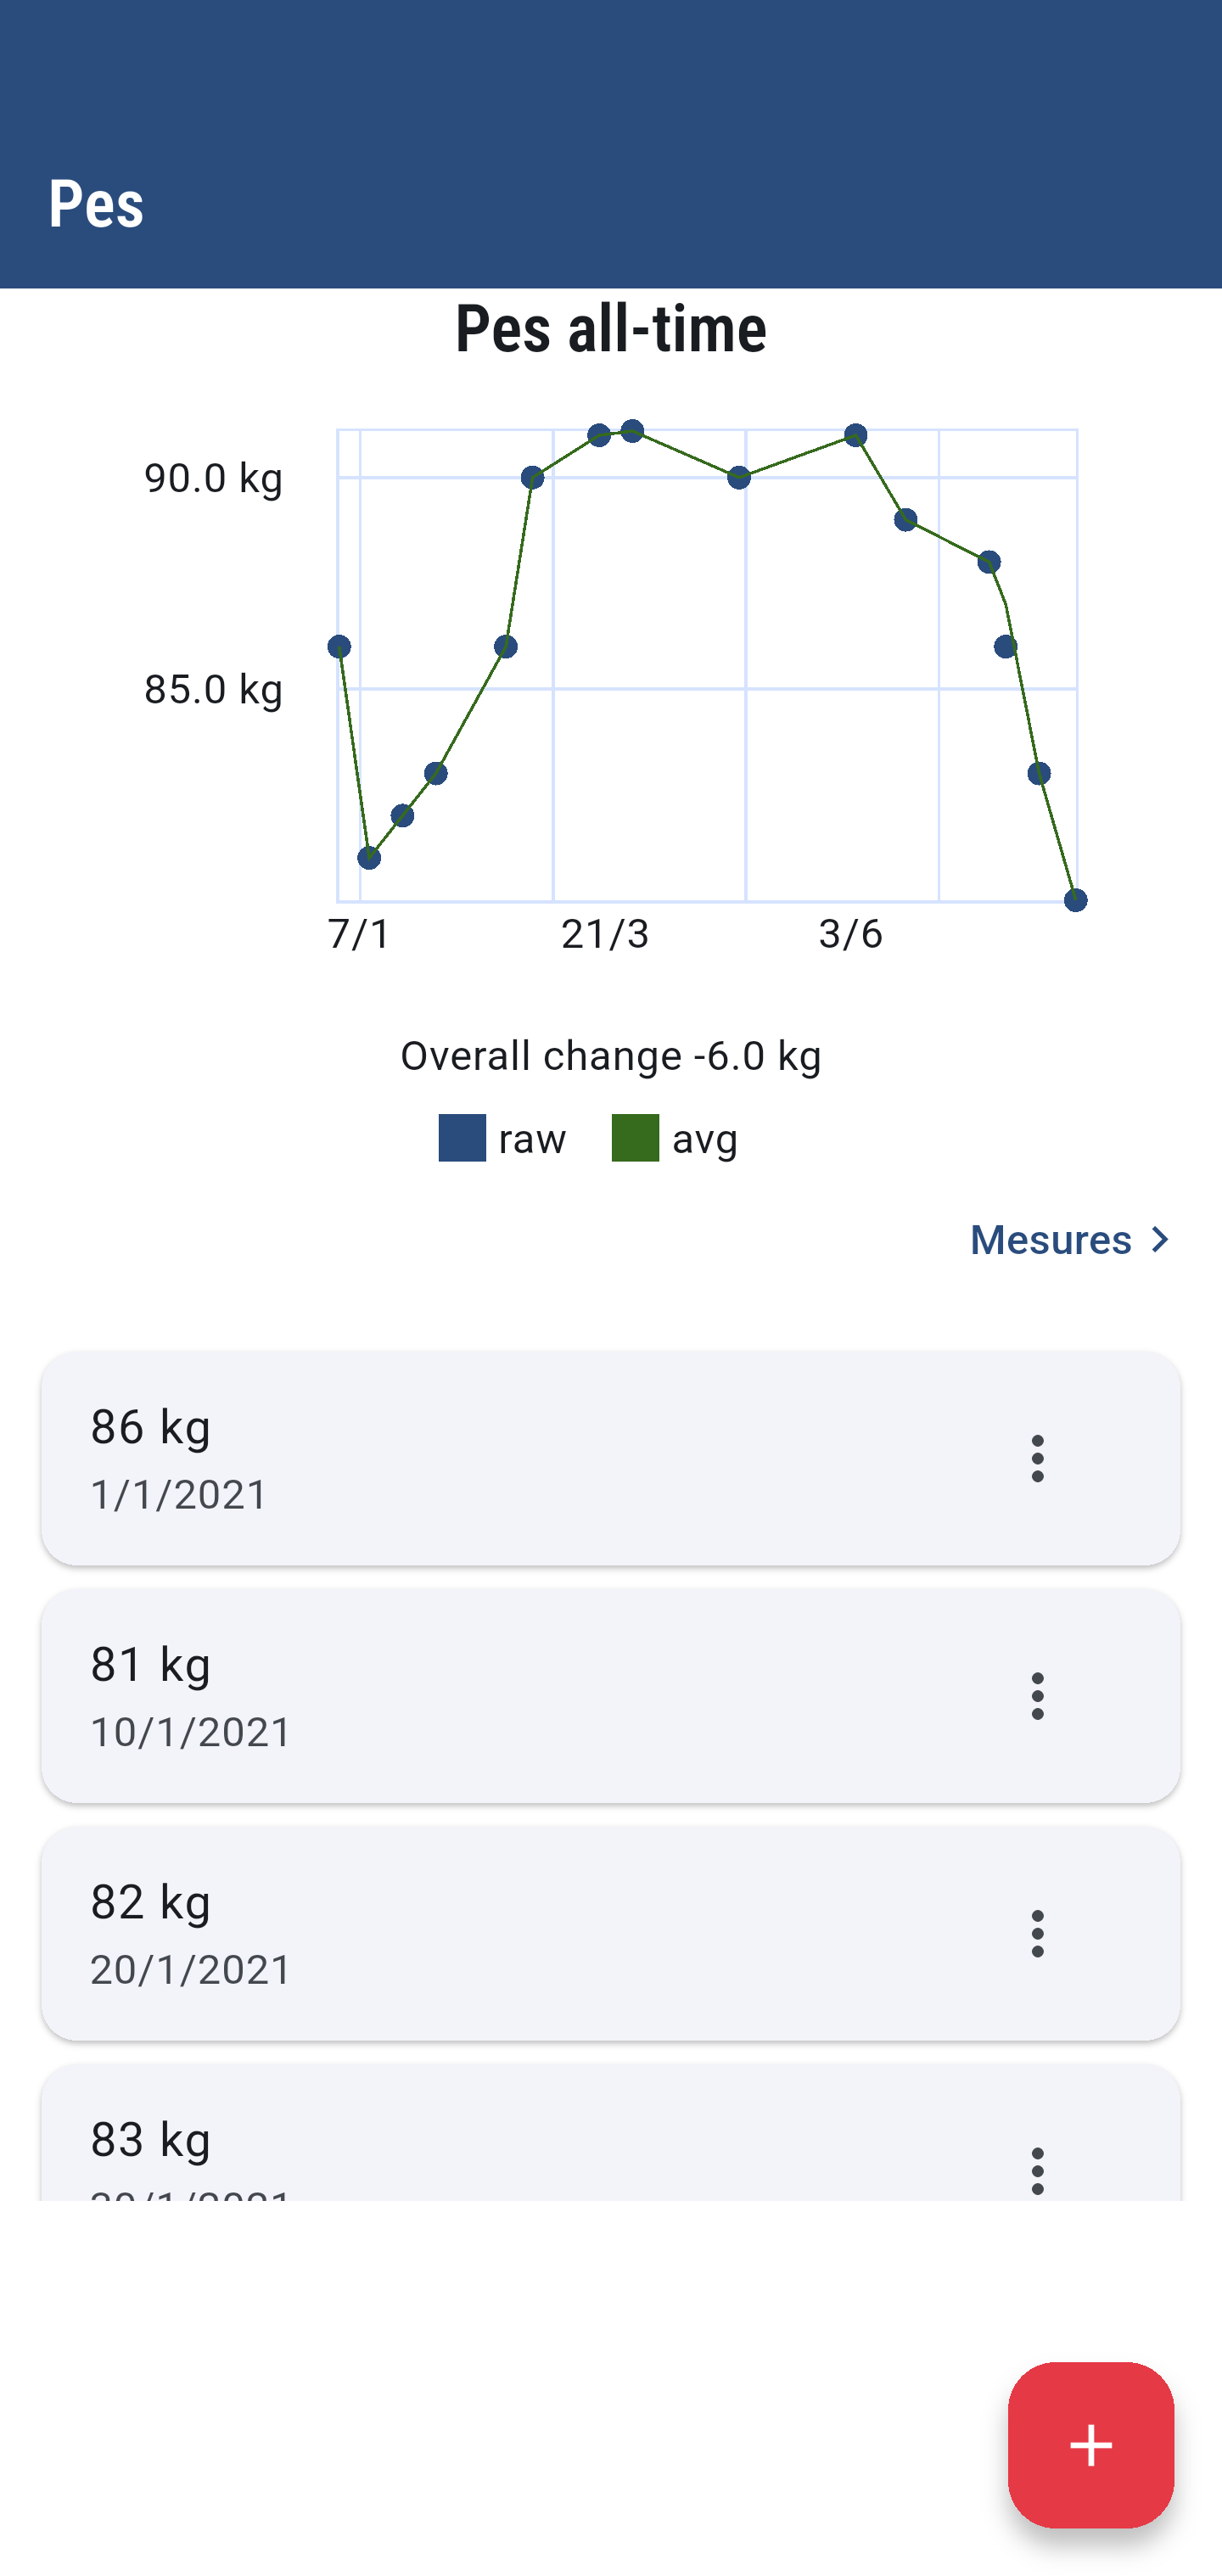 Pes
Pes all-time
90.0 kg
85.0 kg
7/1
21/3
3/6
Overall change -6.0 kg
raw
avg
Mesures
86 kg
1/1/2021
81 kg
10/1/2021
82 kg
20/1/2021
83 kg